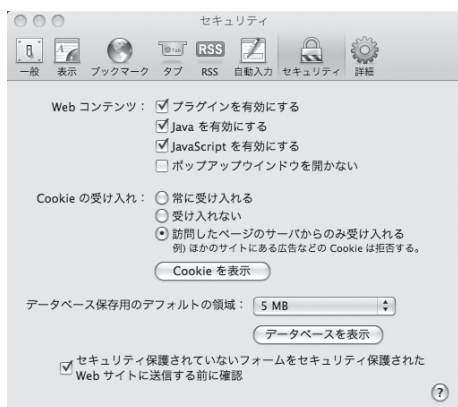 セキュリティ
RSS
一般 表示 ブックマーク タブ RSS 自動入力 セキュリティ 詳細
Web コンテンツ： プラグインを有効にする
Java を有効にする
JavaScript を有効にする
ポップアップウインドウを開かない
Cookie の受け入れ： 常に受け入れる
受け入れない
訪問したページのサーバからのみ受け入れる
例) ほかのサイトにある広告などの Cookie は拒否する。
Cookie を表示
データベース保存用のデフォルトの領域： 5 MB
データベースを表示
セキュリティ保護されていないフォームをセキュリティ保護された
Web サイトに送信する前に確認
?